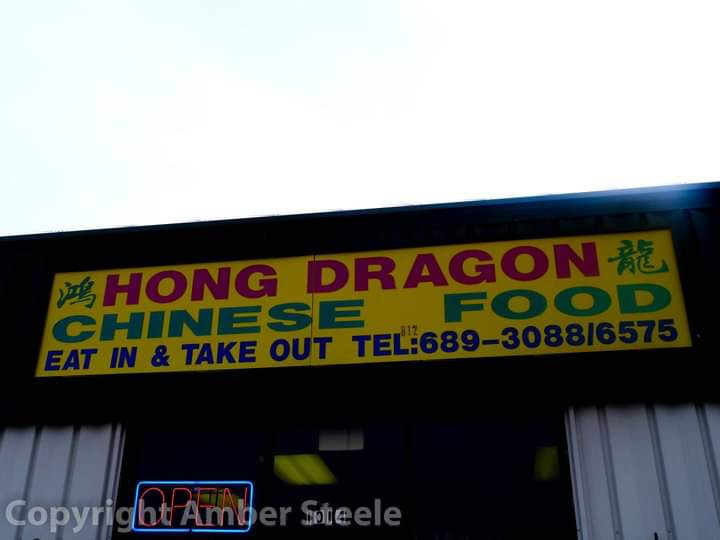 鴻 HONG DRAGON 龍
CHINESE FOOD
812
EAT IN & TAKE OUT TEL:689-3088/6575
OPEN
Copyright Amber Steele